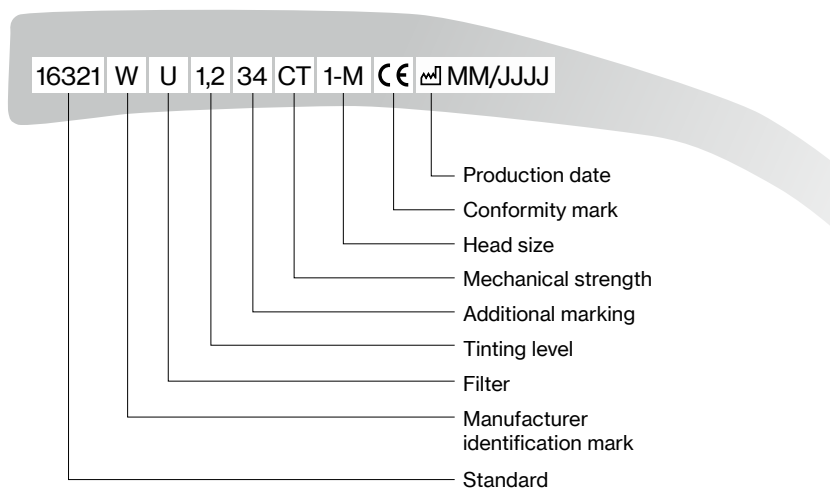 16321 W U 1,2 34 CT 1-M CE MM/JJJJ
Production date
Conformity mark
Head size
Mechanical strength
Additional marking
Tinting level
Filter
Manufacturer
identification mark
Standard